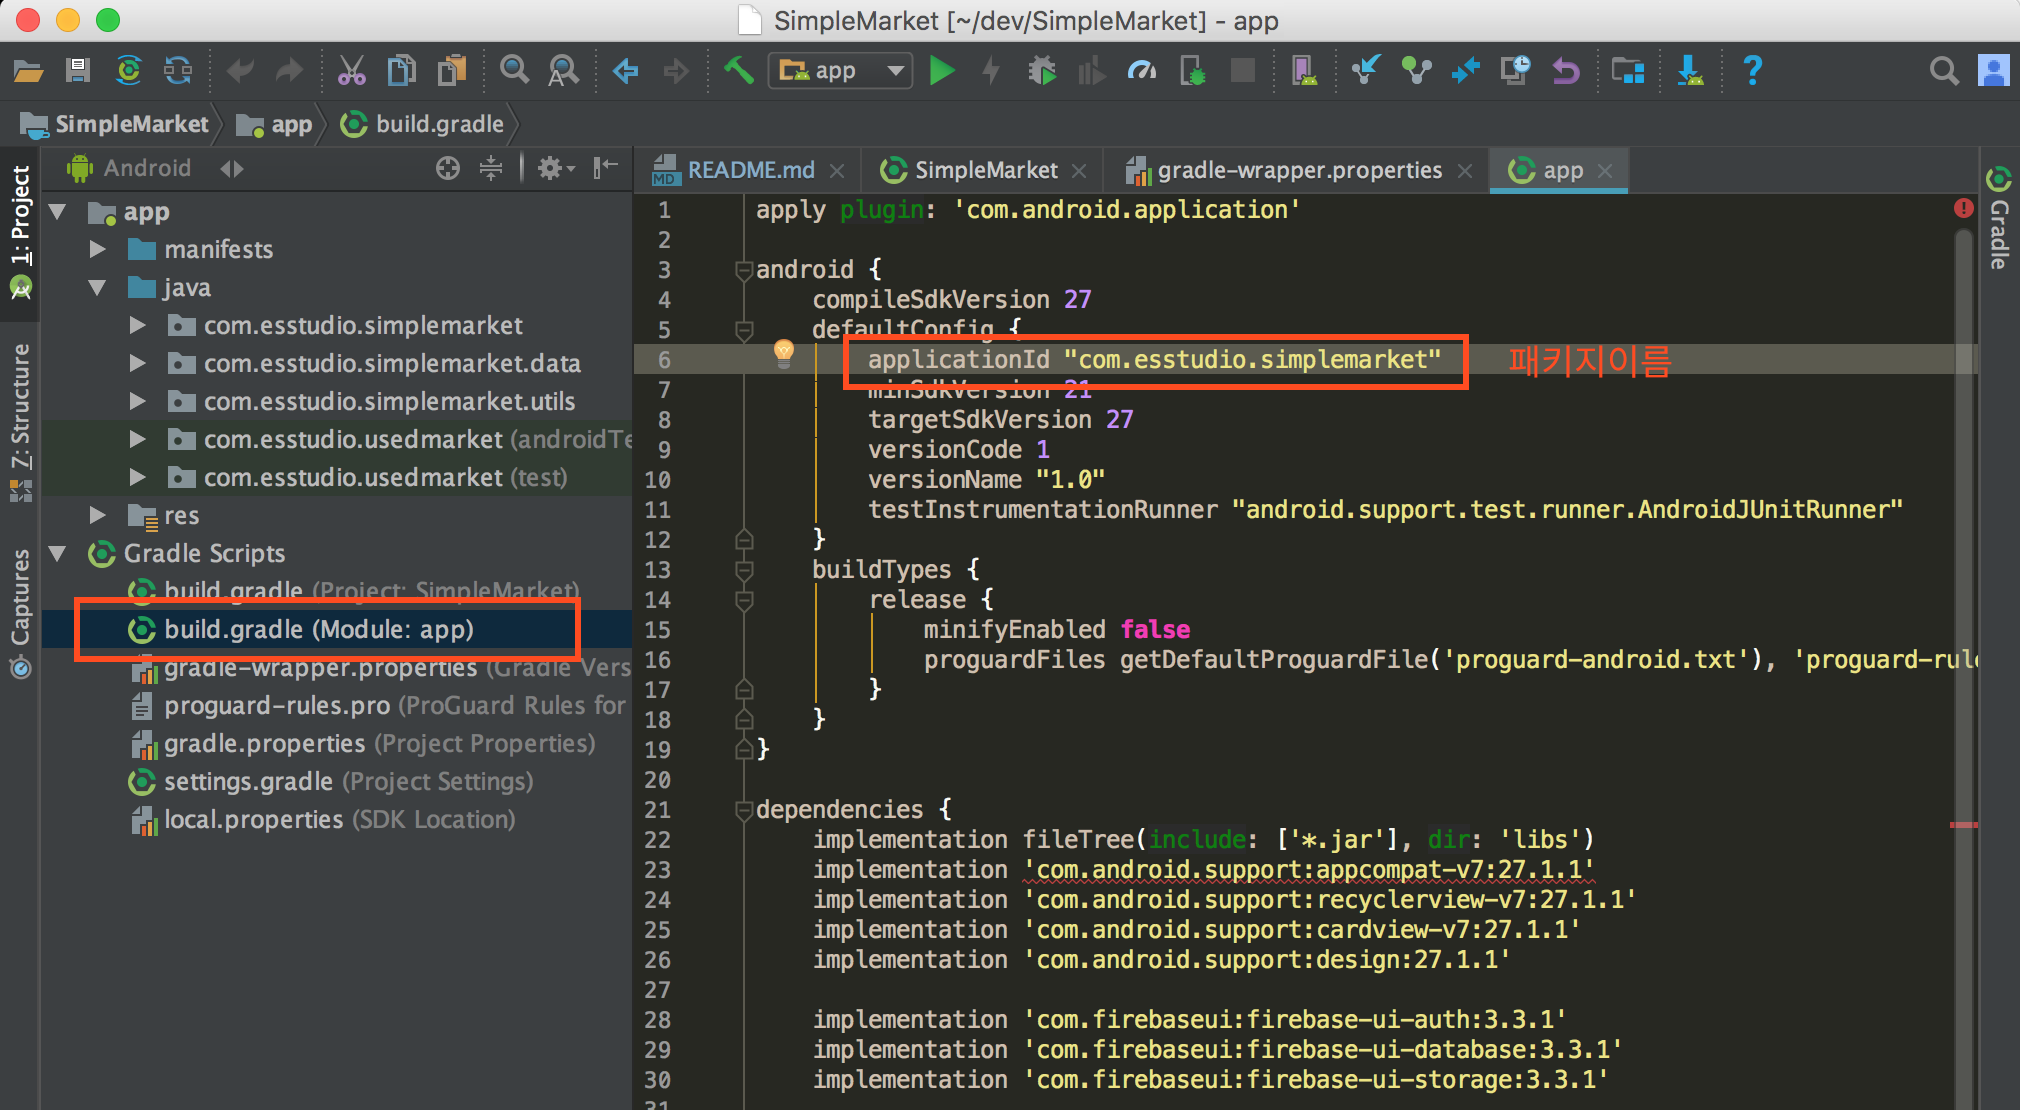 SimpleMarket [~/dev/SimpleMarket] - app
app
SimpleMarket
app
build.gradle
Android
README.md
SimpleMarket
gradle-wrapper.properties
app
1: Project
7: Structure
Captures
Gradle
app
manifests
java
com.esstudio.simplemarket
com.esstudio.simplemarket.data
com.esstudio.simplemarket.utils
com.esstudio.usedmarket (androidTe
com.esstudio.usedmarket (test)
res
Gradle Scripts
build.gradle (Project: SimpleMarket)
build.gradle (Module: app)
gradle-wrapper.properties (Gradle Vers
proguard-rules.pro (ProGuard Rules for
gradle.properties (Project Properties)
settings.gradle (Project Settings)
local.properties (SDK Location)
1 apply plugin: 'com.android.application'
2
3 android {
4 compileSdkVersion 27
5 defaultConfig {
6 applicationId "com.esstudio.simplemarket" 패키지이름
7 minSdkVersion 21
8 targetSdkVersion 27
9 versionCode 1
10 versionName "1.0"
11 testInstrumentationRunner "android.support.test.runner.AndroidJUnitRunner"
12 }
13 buildTypes {
14 release {
15 minifyEnabled false
16 proguardFiles getDefaultProguardFile('proguard-android.txt'), 'proguard-rule
17 }
18 }
19 }
20
21 dependencies {
22 implementation fileTree(include: ['*.jar'], dir: 'libs')
23 implementation 'com.android.support:appcompat-v7:27.1.1'
24 implementation 'com.android.support:recyclerview-v7:27.1.1'
25 implementation 'com.android.support:cardview-v7:27.1.1'
26 implementation 'com.android.support:design:27.1.1'
27
28 implementation 'com.firebaseui:firebase-ui-auth:3.3.1'
29 implementation 'com.firebaseui:firebase-ui-database:3.3.1'
30 implementation 'com.firebaseui:firebase-ui-storage:3.3.1'
31